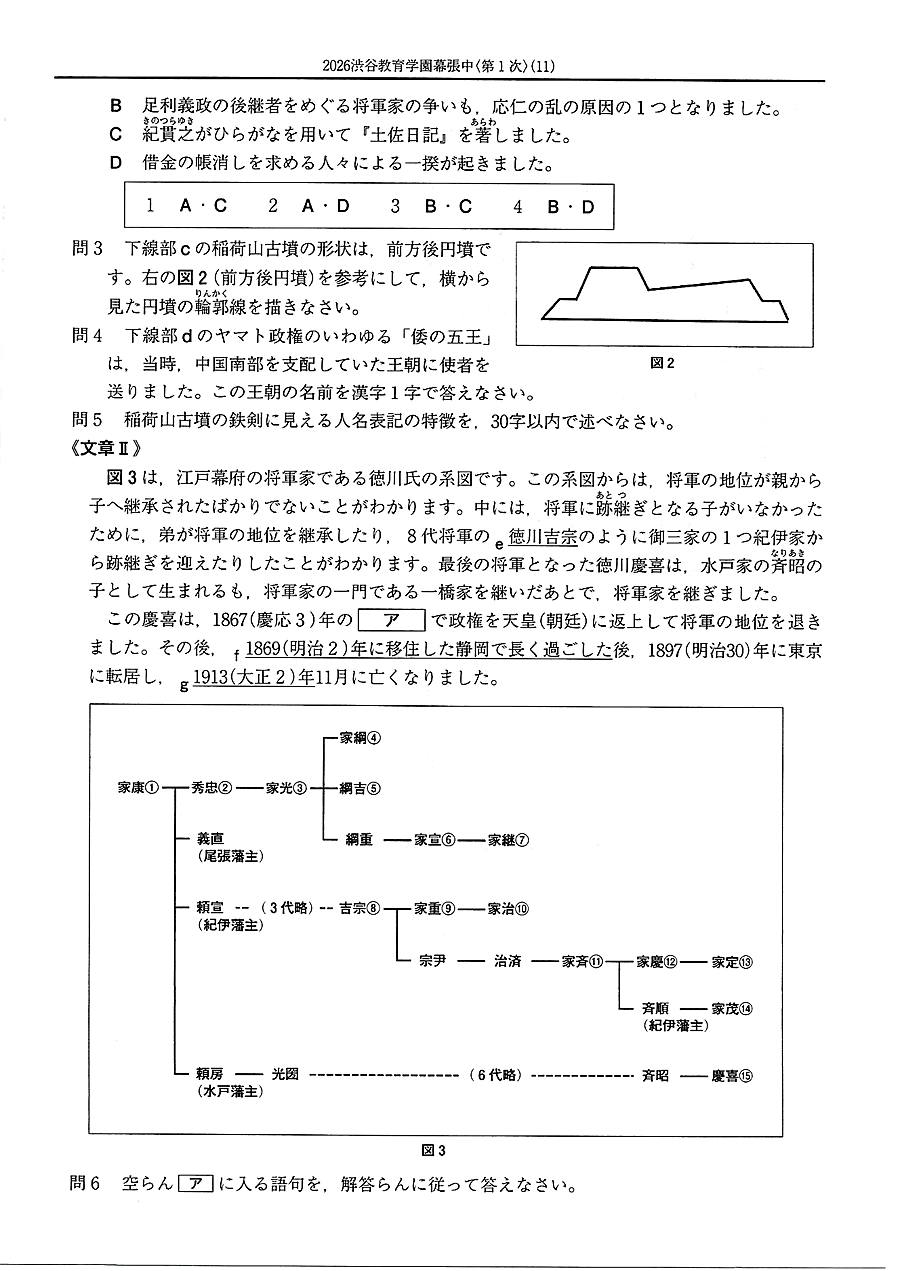 2026渋谷教育学園幕張中〈第1次〉(11)
B 足利義政の後継者をめぐる将軍家の争いも，応仁の乱の原因の1つとなりました。
きのつらゆき あらわ
C 紀貫之がひらがなを用いて『土佐日記』を著しました。
D 借金の帳消しを求める人々による一揆が起きました。
1 A・C 2 A・D 3 B・C 4 B・D
問3 下線部cの稲荷山古墳の形状は，前方後円墳で
す。右の図2（前方後円墳）を参考にして，横から
りんかく
見た円墳の輪郭線を描きなさい。
問4 下線部dのヤマト政権のいわゆる「倭の五王」
は，当時，中国南部を支配していた王朝に使者を
図2
送りました。この王朝の名前を漢字1字で答えなさい。
問5 稲荷山古墳の鉄剣に見える人名表記の特徴を，30字以内で述べなさい。
《文章Ⅱ》
図3は，江戸幕府の将軍家である徳川氏の系図です。この系図からは，将軍の地位が親から
あとつ
子へ継承されたばかりでないことがわかります。中には，将軍に跡継ぎとなる子がいなかった
ために，弟が将軍の地位を継承したり，8代将軍のe徳川吉宗のように御三家の1つ紀伊家か
なりあき
ら跡継ぎを迎えたりしたことがわかります。最後の将軍となった徳川慶喜は，水戸家の斉昭の
子として生まれるも，将軍家の一門である一橋家を継いだあとで，将軍家を継ぎました。
この慶喜は，1867（慶応3）年の ア で政権を天皇（朝廷）に返上して将軍の地位を退き
ました。その後，f1869（明治2）年に移住した静岡で長く過ごした後，1897（明治30）年に東京
に転居し，g1913（大正2）年11月に亡くなりました。
家綱④
家康① 秀忠② 家光③ 綱吉⑤
義直 綱重 家宣⑥ 家継⑦
（尾張藩主）
頼宣 -- （3代略） -- 吉宗⑧ 家重⑨ 家治⑩
（紀伊藩主）
宗尹 治済 家斉⑪ 家慶⑫ 家定⑬
斉順 家茂⑭
（紀伊藩主）
頼房 光圀 （6代略） 斉昭 慶喜⑮
（水戸藩主）
図3
問6 空らん ア に入る語句を，解答らんに従って答えなさい。